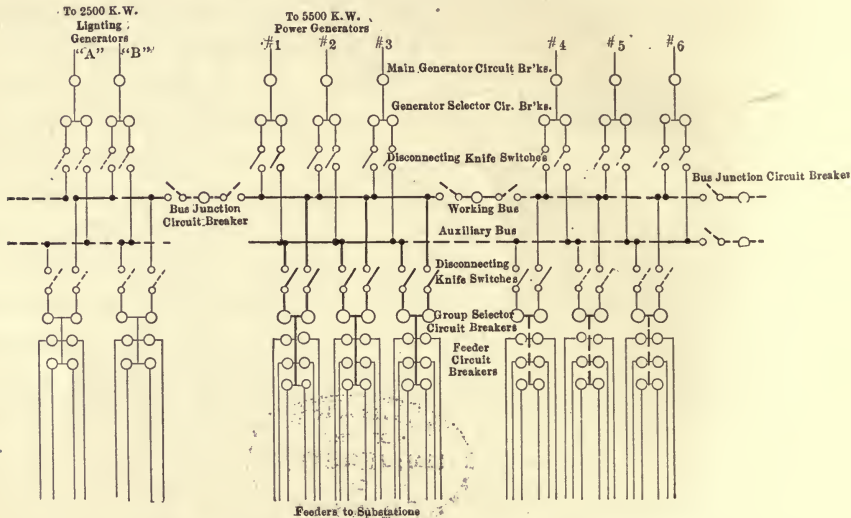 To 2500 K.W.
Lighting
Generators
"A" "B"
To 5500 K.W.
Power Generators
#1 #2 #3 #4 #5 #6
Main Generator Circuit Br'ks.
Generator Selector Cir. Br'ks.
Disconnecting Knife Switches
Bus Junction Circuit Breaker
Bus Junction
Circuit Breaker
Working Bus
Auxiliary Bus
Disconnecting
Knife Switches
Group Selector
Circuit Breakers
Feeder
Circuit
Breakers
Feeders to Substations